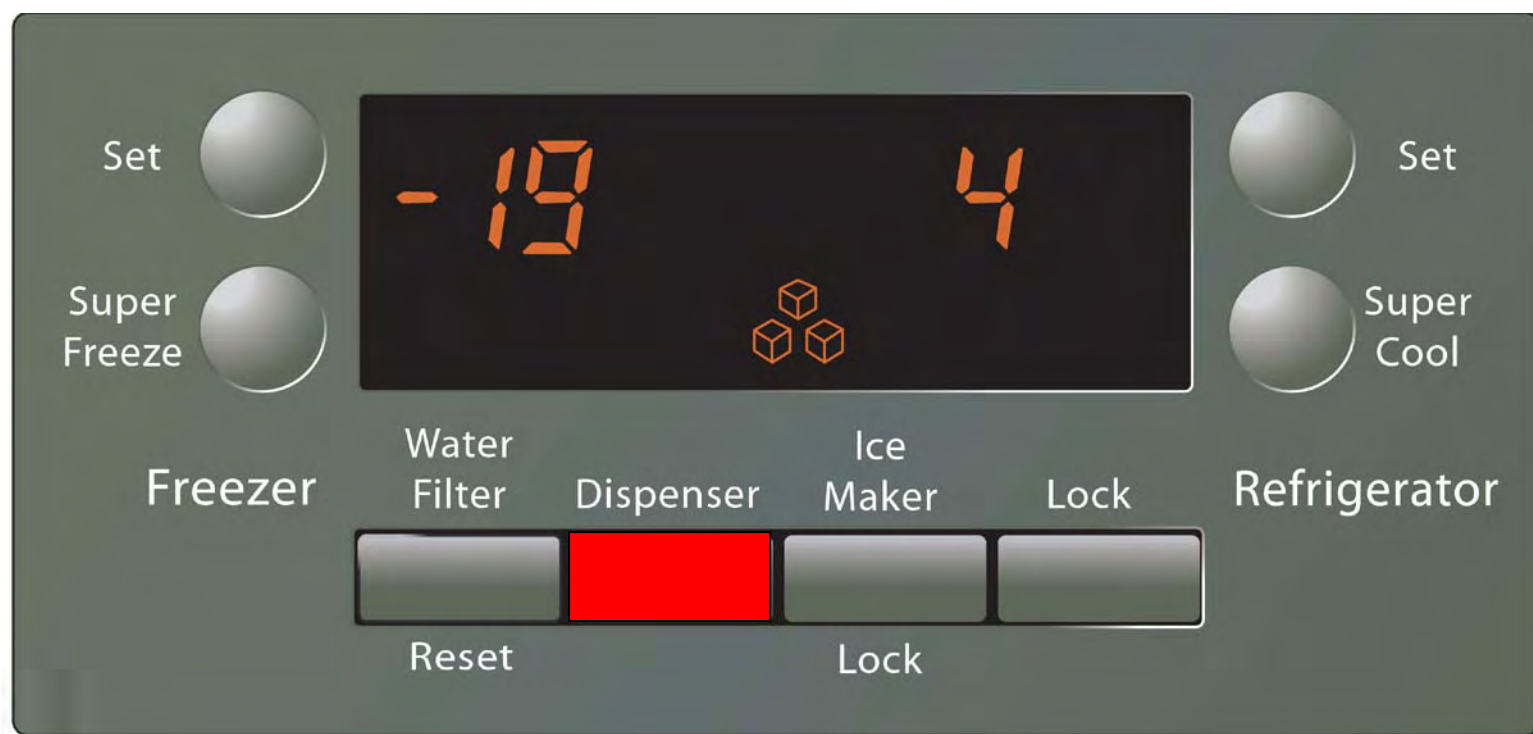 Set
-19
4
Set
Super
Freeze
Super
Cool
Freezer
Water
Filter
Dispenser
Ice
Maker
Lock
Refrigerator
Reset
Lock